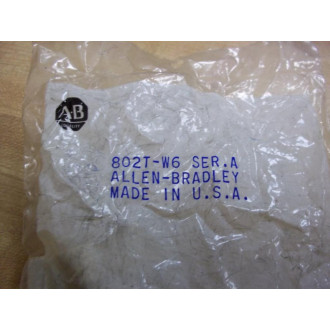 AB
802T-W6 SER.A
ALLEN-BRADLEY
MADE IN U.S.A.